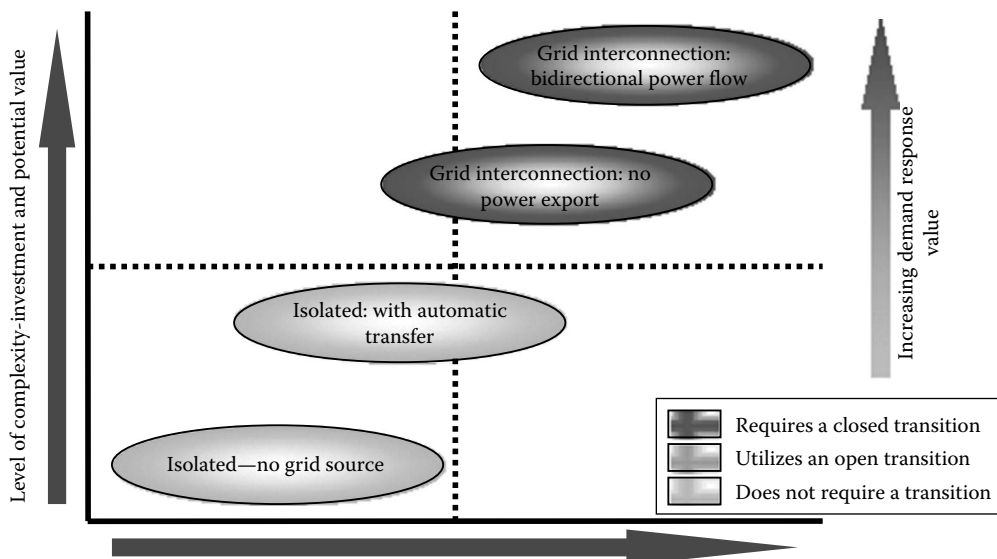 Level of complexity-investment and potential value
Grid interconnection:
bidirectional power flow
Grid interconnection: no
power export
Isolated: with automatic
transfer
Isolated—no grid source
Increasing demand response
value
Requires a closed transition
Utilizes an open transition
Does not require a transition